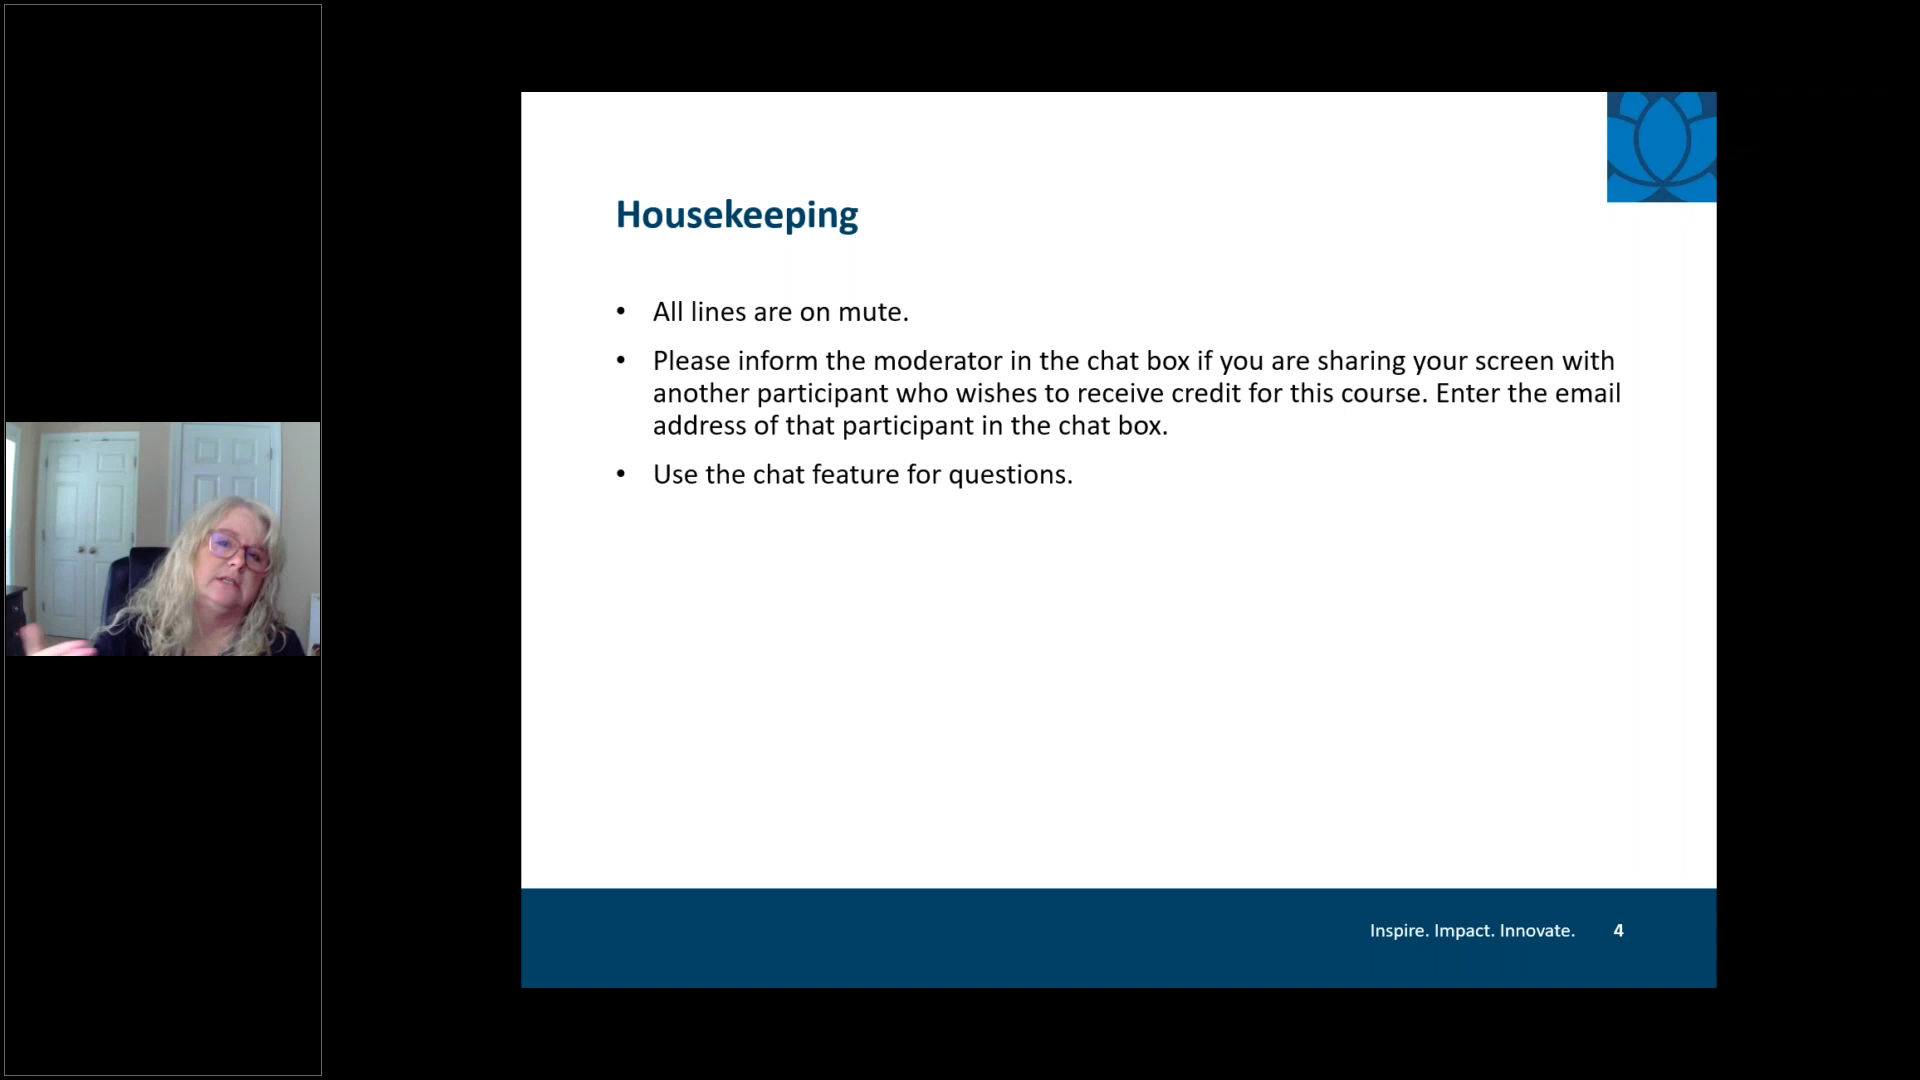 Housekeeping
• All lines are on mute.
• Please inform the moderator in the chat box if you are sharing your screen with
another participant who wishes to receive credit for this course. Enter the email
address of that participant in the chat box.
• Use the chat feature for questions.
Inspire. Impact. Innovate. 4